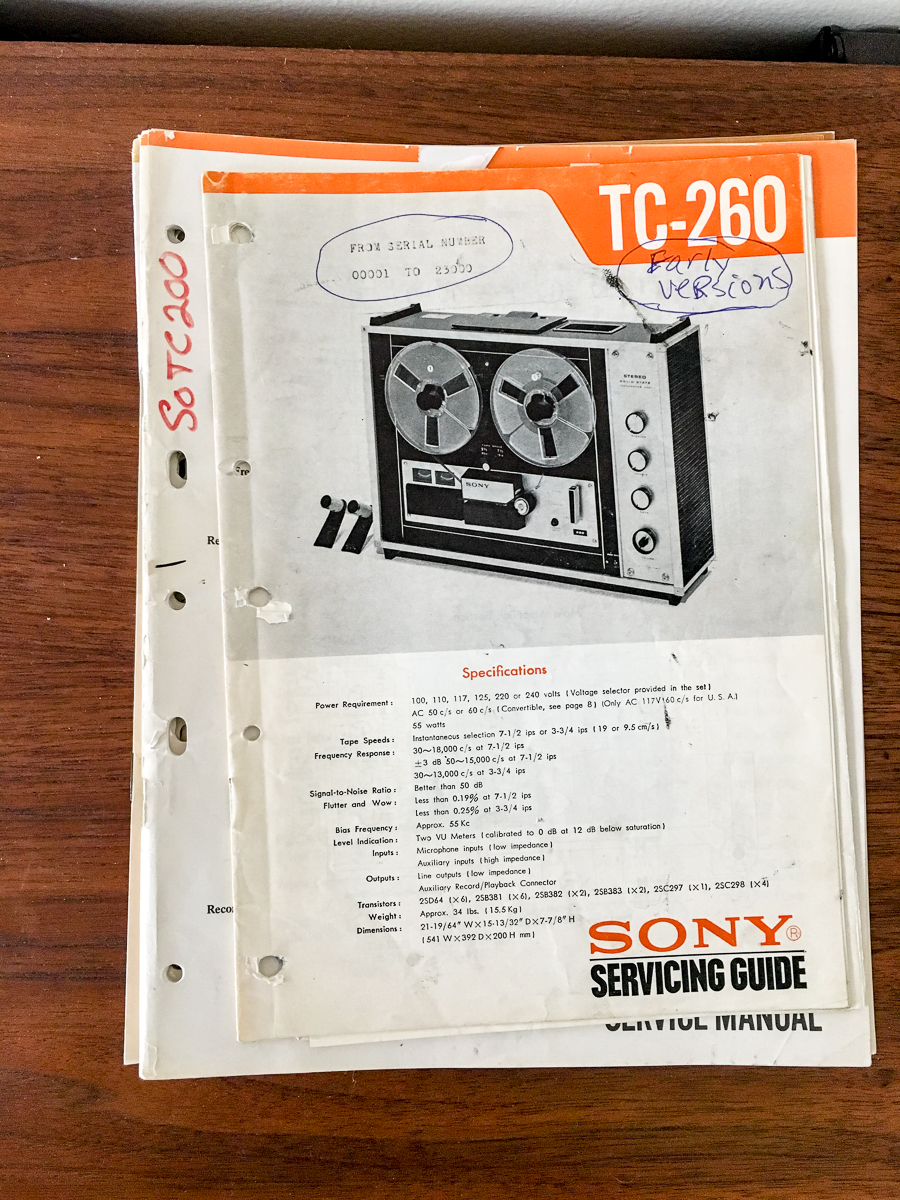 TC-260
FROM SERIAL NUMBER
00001 TO 23000
Early
VeRsions
SoTC200
STEREO
SOLID STATE
SONY
Fre
Re
Recor
Specifications
Power Requirement : 100, 110, 117, 125, 220 or 240 volts (Voltage selector provided in the set)
AC 50 c/s or 60 c/s (Convertible, see page 8) (Only AC 117V 60 c/s for U. S. A.)
55 watts
Tape Speeds : Instantaneous selection 7-1/2 ips or 3-3/4 ips (19 or 9.5 cm/s)
Frequency Response : 30~18,000 c/s at 7-1/2 ips
±3 dB 50~15,000 c/s at 7-1/2 ips
30~13,000 c/s at 3-3/4 ips
Signal-to-Noise Ratio : Better than 50 dB
Flutter and Wow : Less than 0.19% at 7-1/2 ips
Less than 0.25% at 3-3/4 ips
Bias Frequency : Approx. 55 Kc
Level Indication : Two VU Meters (calibrated to 0 dB at 12 dB below saturation)
Inputs : Microphone inputs (low impedance)
Auxiliary inputs (high impedance)
Outputs : Line outputs (low impedance)
Auxiliary Record/Playback Connector
Transistors : 2SD64 (×6), 2SB381 (×6), 2SB382 (×2), 2SB383 (×2), 2SC297 (×1), 2SC298 (×4)
Weight : Approx. 34 lbs. (15.5 Kg)
Dimensions : 21-19/64" W×15-13/32" D×7-7/8" H
(541 W×392 D×200 H mm)
SONY ®
SERVICING GUIDE
SERVICE MANUAL